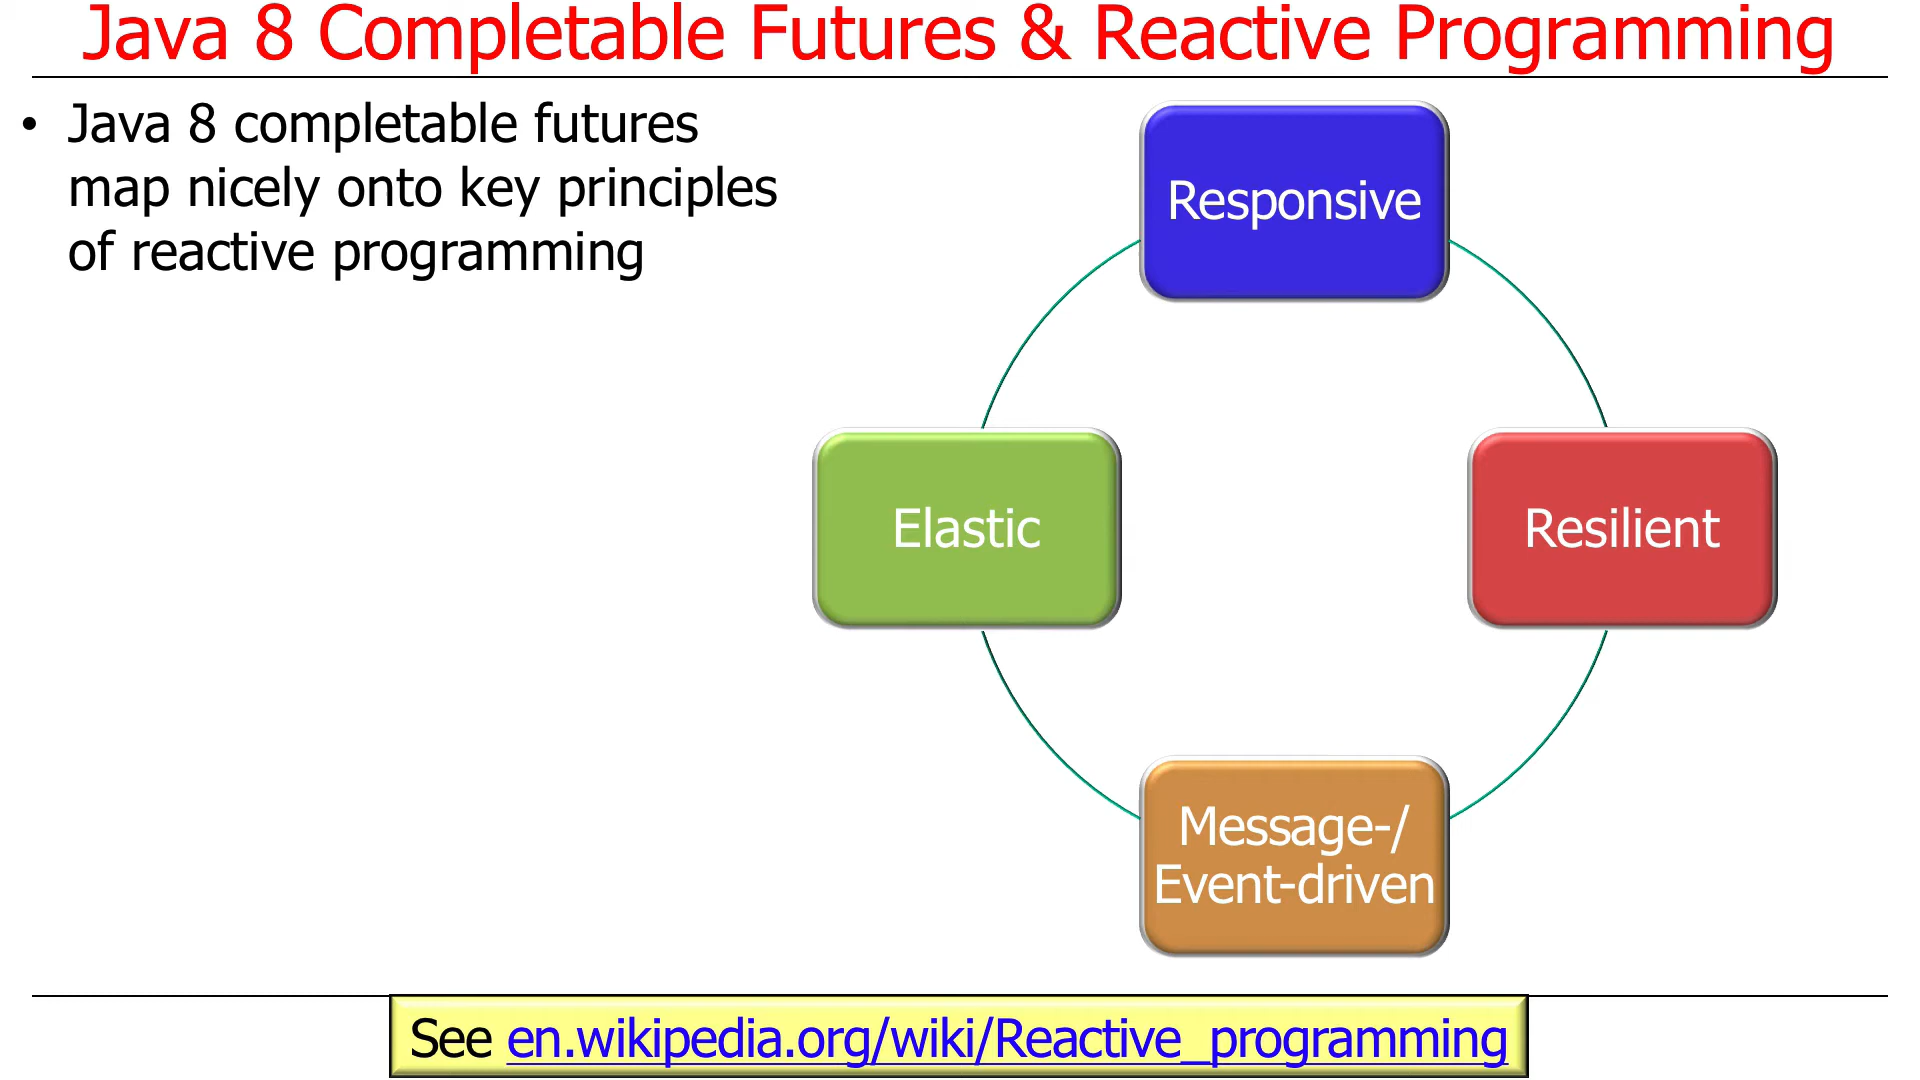 Java 8 Completable Futures & Reactive Programming
• Java 8 completable futures
map nicely onto key principles
of reactive programming
Responsive
Elastic
Resilient
Message-/
Event-driven
See en.wikipedia.org/wiki/Reactive_programming